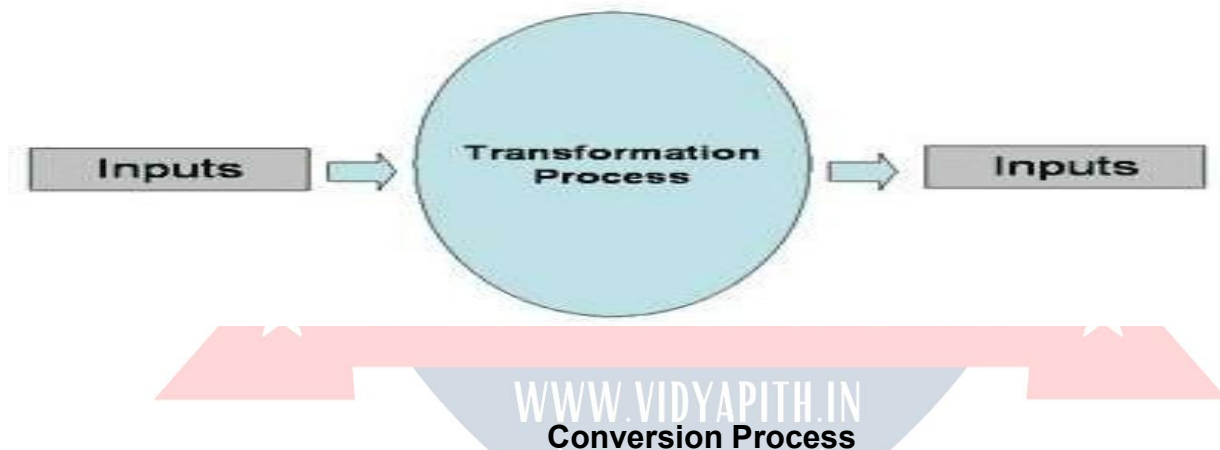 Inputs
Transformation
Process
Inputs
WWW.VIDYAPITH.IN
Conversion Process